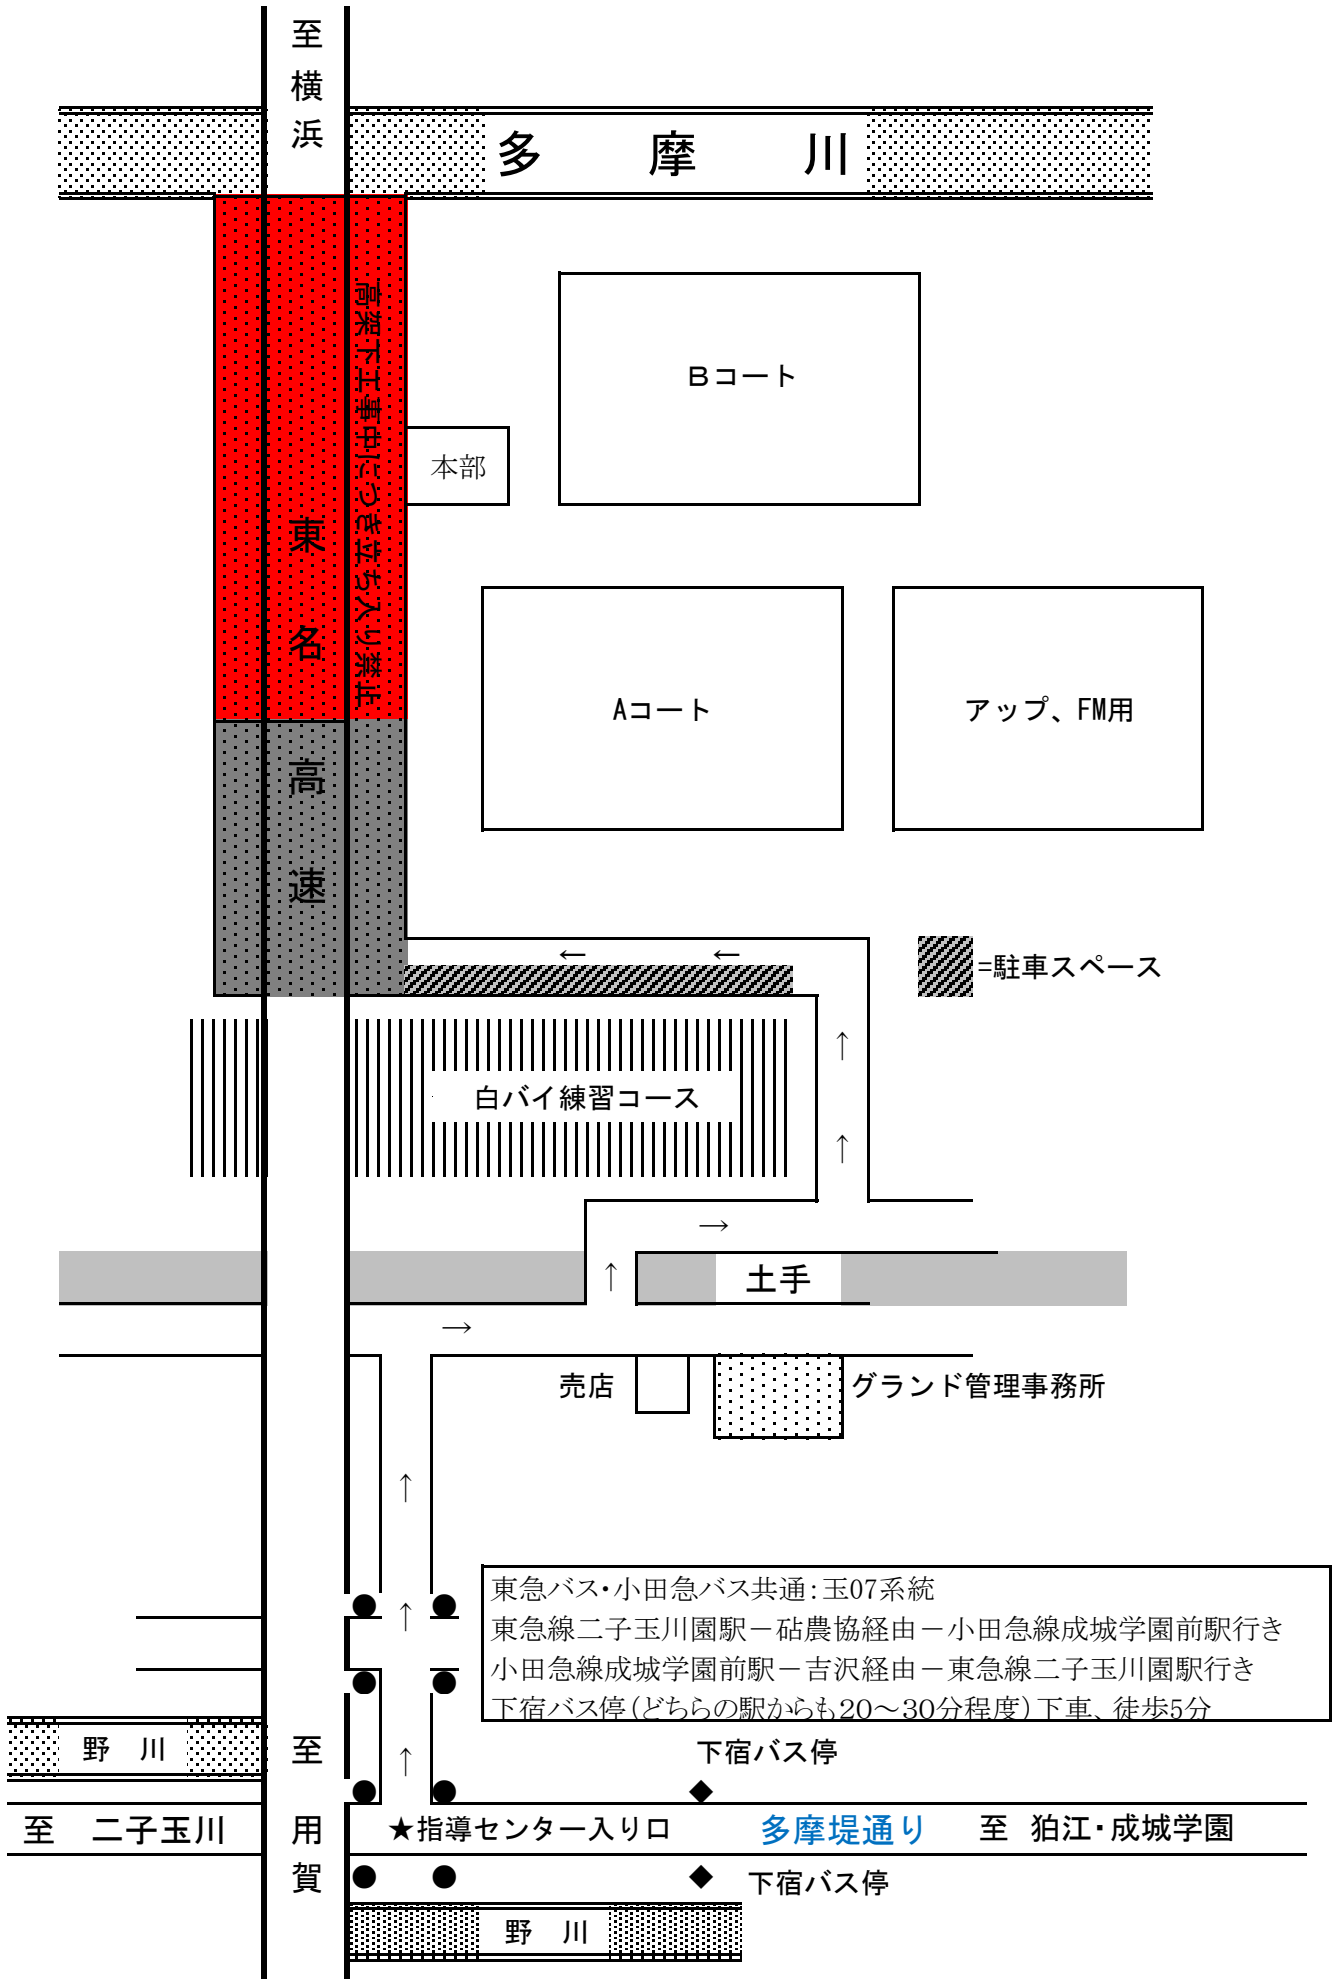 至横浜
多摩川
高架下工事中につき立ち入り禁止
Bコート
本部
東名高速
Aコート
アップ、FM用
← ←
=駐車スペース
↑
白バイ練習コース
↑
→
↑
土手
→
売店
グランド管理事務所
↑
東急バス・小田急バス共通：玉07系統
東急線二子玉川園駅－砧農協経由－小田急線成城学園前駅行き
小田急線成城学園前駅－吉沢経由－東急線二子玉川園駅行き
下宿バス停（どちらの駅からも20～30分程度）下車、徒歩5分
↑
野川
至用賀
↑
下宿バス停
至 二子玉川
★指導センター入り口
多摩堤通り
至 狛江・成城学園
下宿バス停
野川